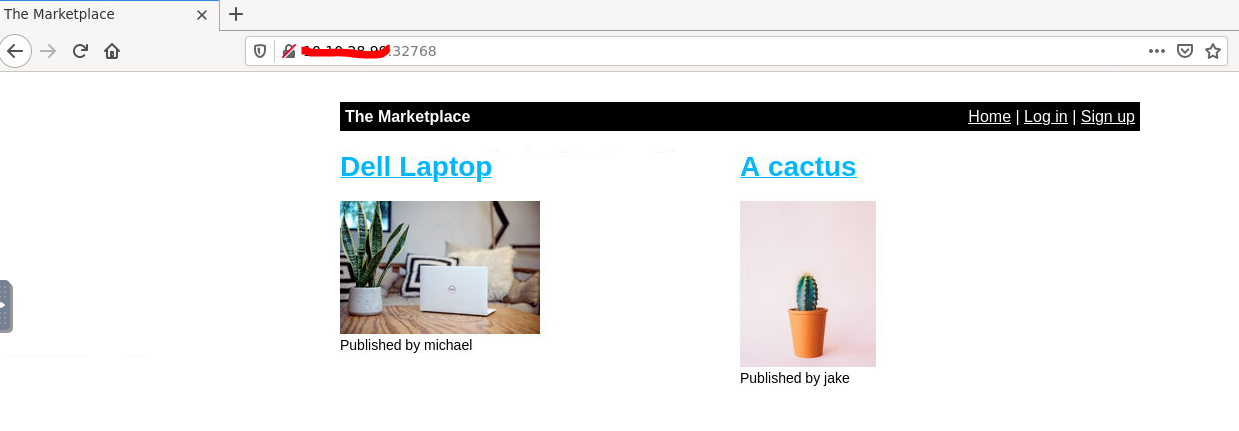 The Marketplace
:32768
The Marketplace
Home | Log in | Sign up
Dell Laptop
A cactus
Published by michael
Published by jake